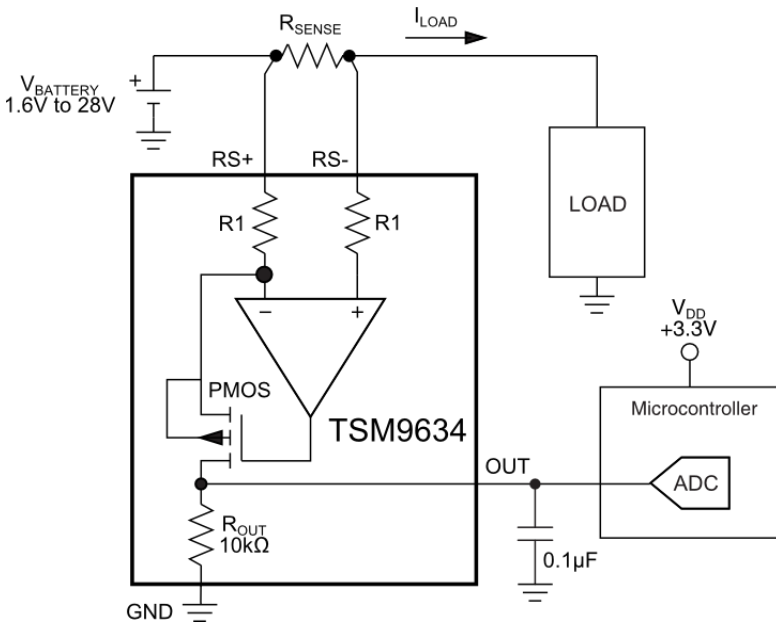 RSENSE
ILOAD
VBATTERY
1.6V to 28V
+
RS+
RS-
R1
R1
LOAD
−
+
VDD
+3.3V
PMOS
Microcontroller
TSM9634
OUT
ADC
ROUT
10kΩ
0.1µF
GND